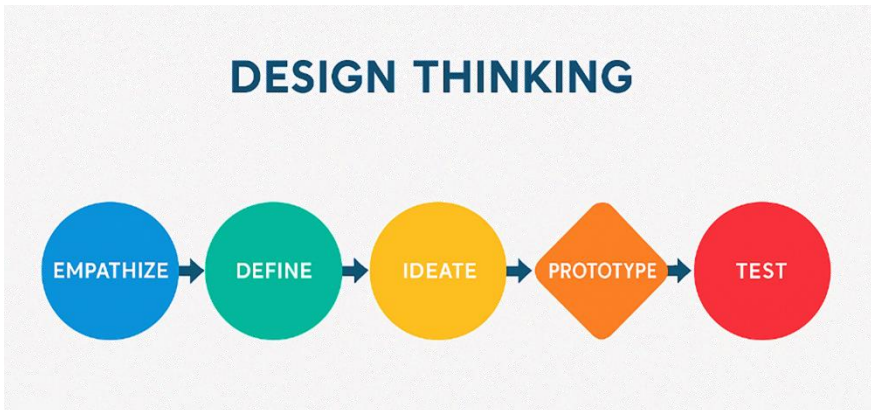 DESIGN THINKING
EMPATHIZE
DEFINE
IDEATE
PROTOTYPE
TEST